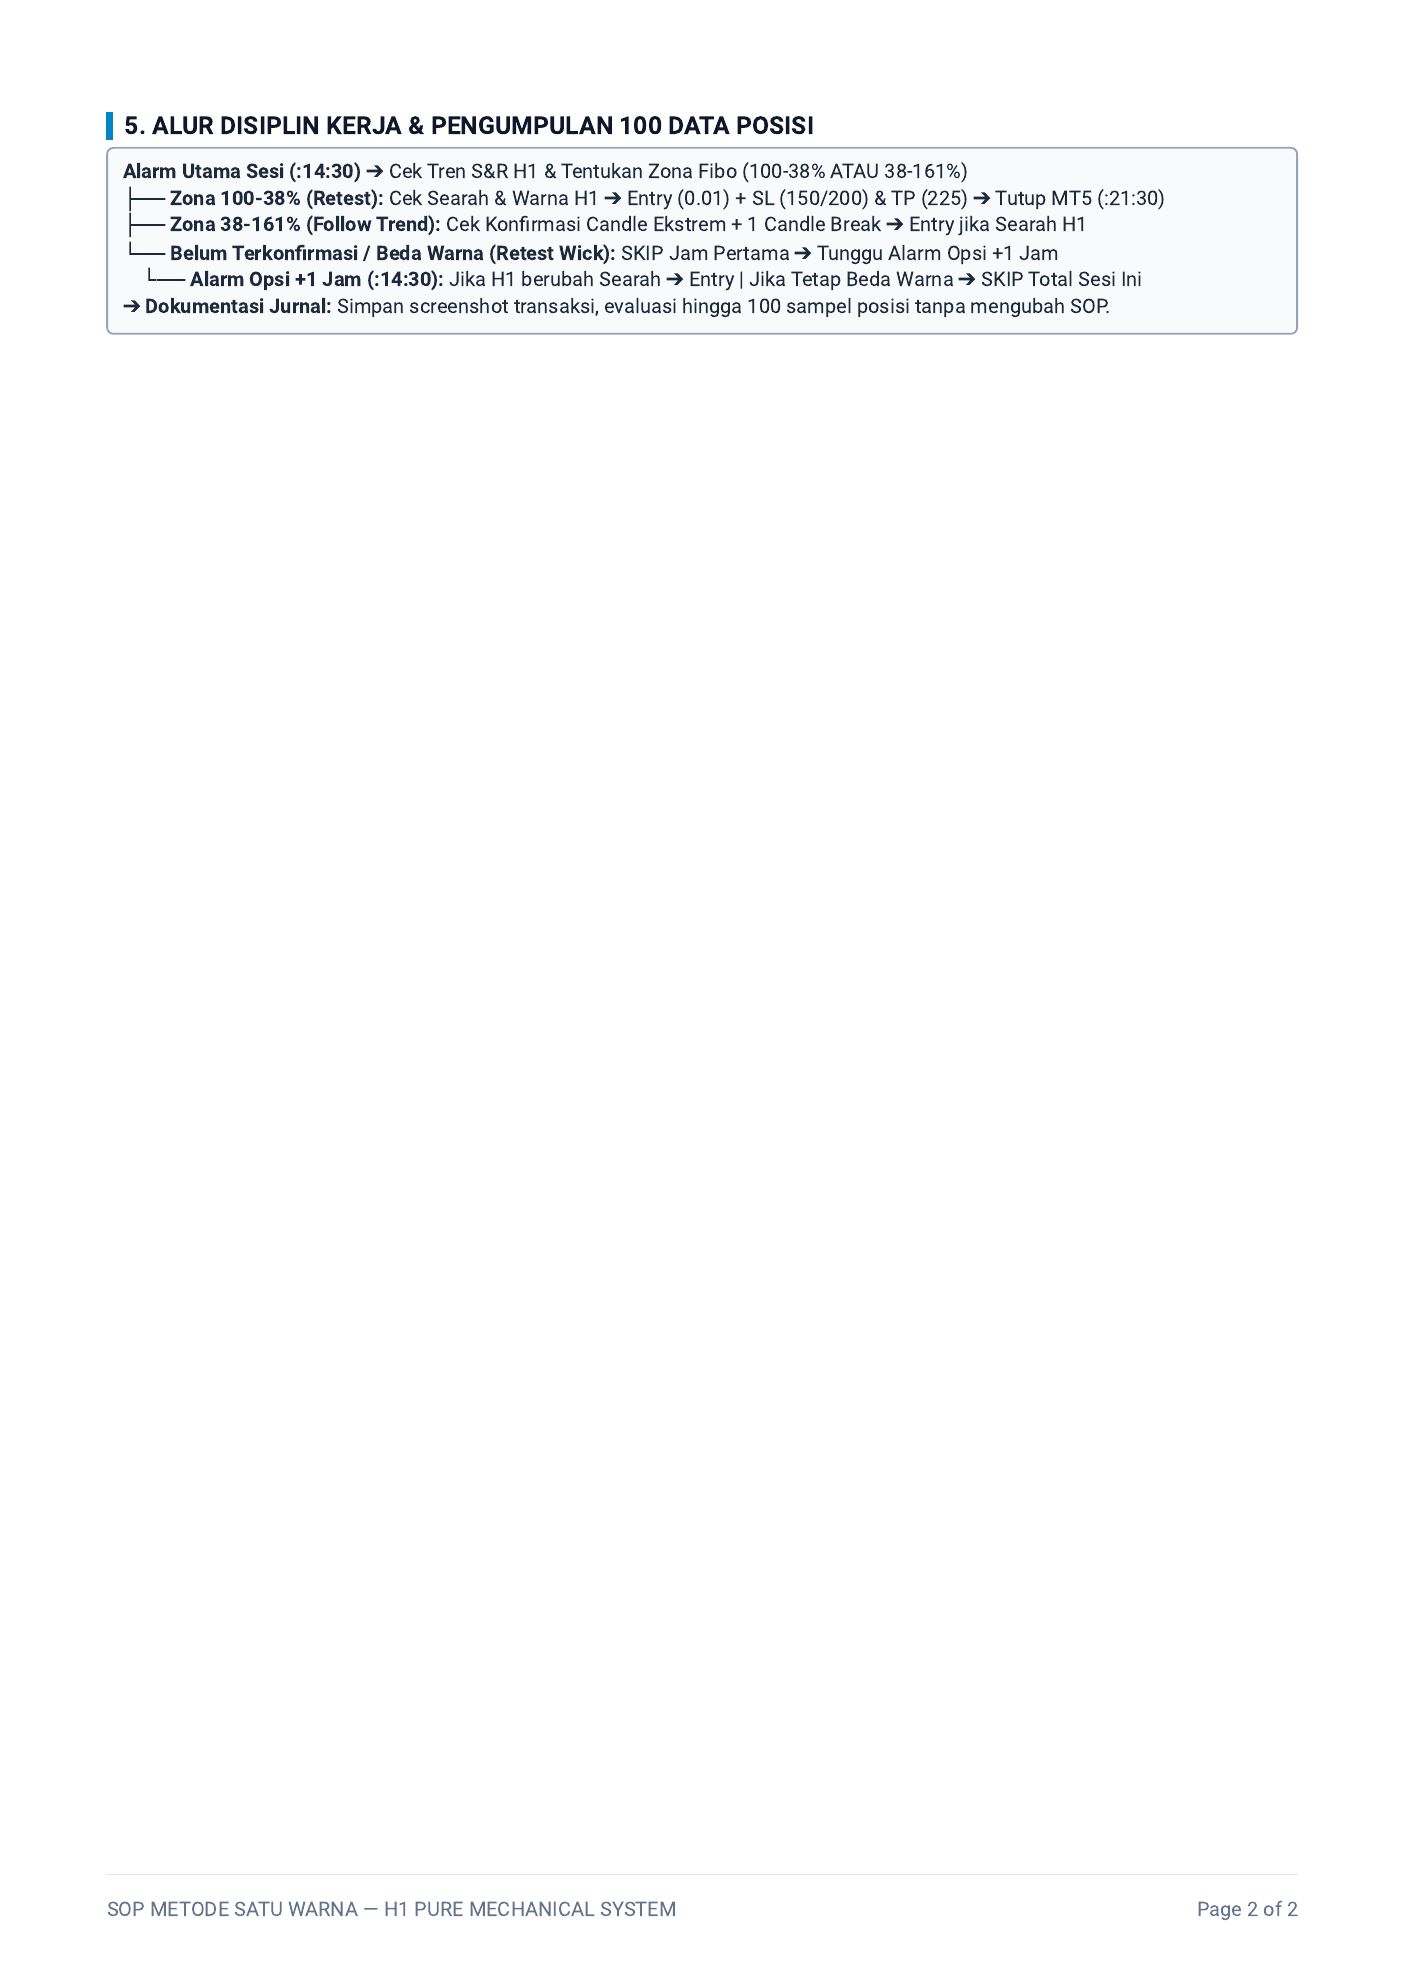 5. ALUR DISIPLIN KERJA & PENGUMPULAN 100 DATA POSISI
Alarm Utama Sesi (:14:30) ➔ Cek Tren S&R H1 & Tentukan Zona Fibo (100-38% ATAU 38-161%)
├── Zona 100-38% (Retest): Cek Searah & Warna H1 ➔ Entry (0.01) + SL (150/200) & TP (225) ➔ Tutup MT5 (:21:30)
├── Zona 38-161% (Follow Trend): Cek Konfirmasi Candle Ekstrem + 1 Candle Break ➔ Entry jika Searah H1
└── Belum Terkonfirmasi / Beda Warna (Retest Wick): SKIP Jam Pertama ➔ Tunggu Alarm Opsi +1 Jam
└── Alarm Opsi +1 Jam (:14:30): Jika H1 berubah Searah ➔ Entry | Jika Tetap Beda Warna ➔ SKIP Total Sesi Ini
➔ Dokumentasi Jurnal: Simpan screenshot transaksi, evaluasi hingga 100 sampel posisi tanpa mengubah SOP.
SOP METODE SATU WARNA — H1 PURE MECHANICAL SYSTEM
Page 2 of 2